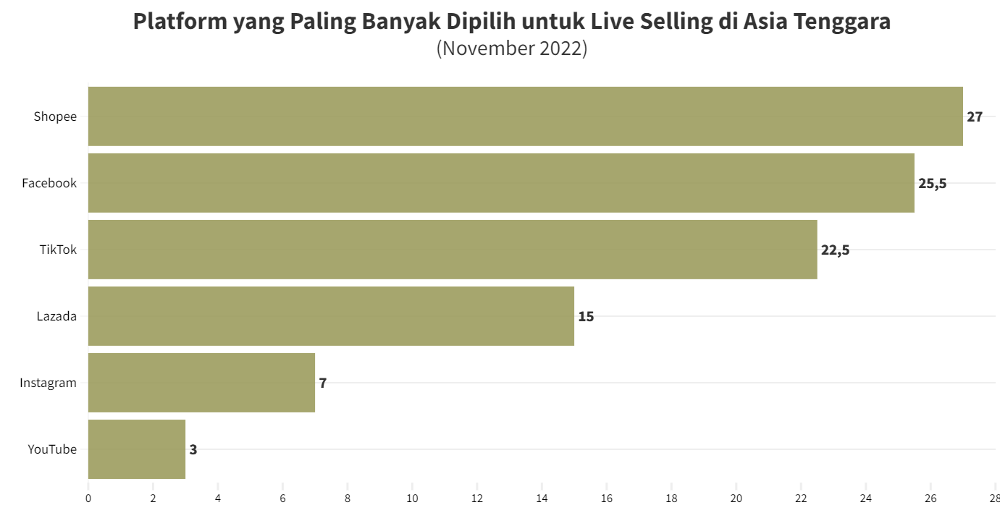 Platform yang Paling Banyak Dipilih untuk Live Selling di Asia Tenggara
(November 2022)
Shopee 27
Facebook 25,5
TikTok 22,5
Lazada 15
Instagram 7
YouTube 3
0 2 4 6 8 10 12 14 16 18 20 22 24 26 28